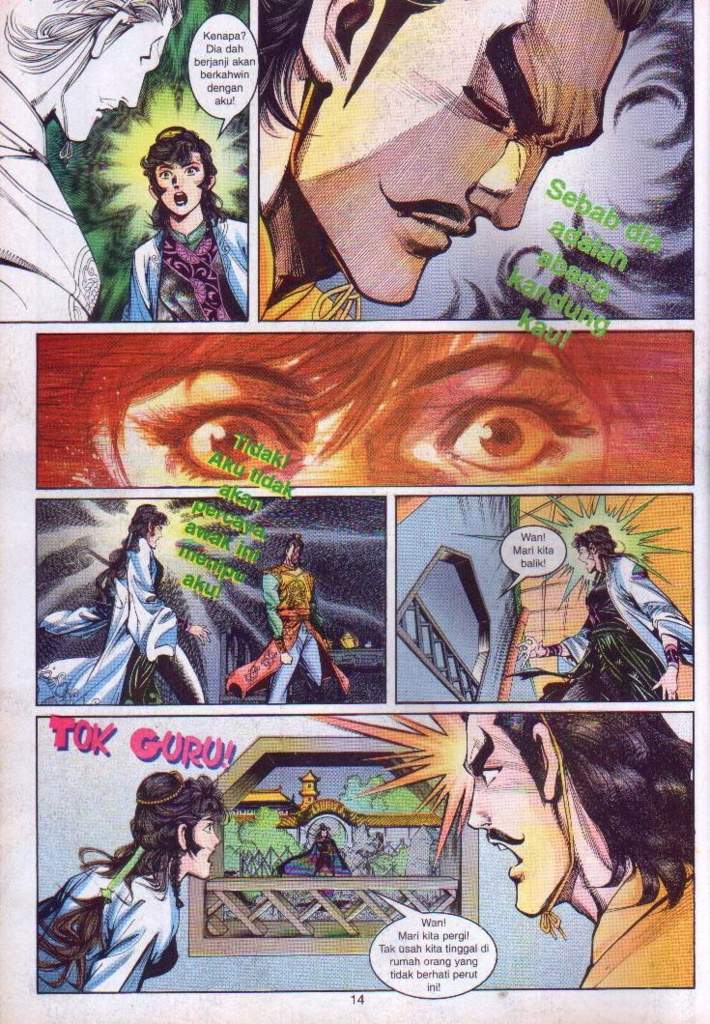 Kenapa?
Dia dah
berjanji akan
berkahwin
dengan
aku!
Sebab dia
adalah
abang
kandung
kau!
Tidak!
Aku tidak
akan
percaya
awak ini
menipu
aku!
Wan!
Mari kita
balik!
TOK GURU!
Wan!
Mari kita pergi!
Tak usah kita tinggal di
rumah orang yang
tidak berhati perut
ini!
14